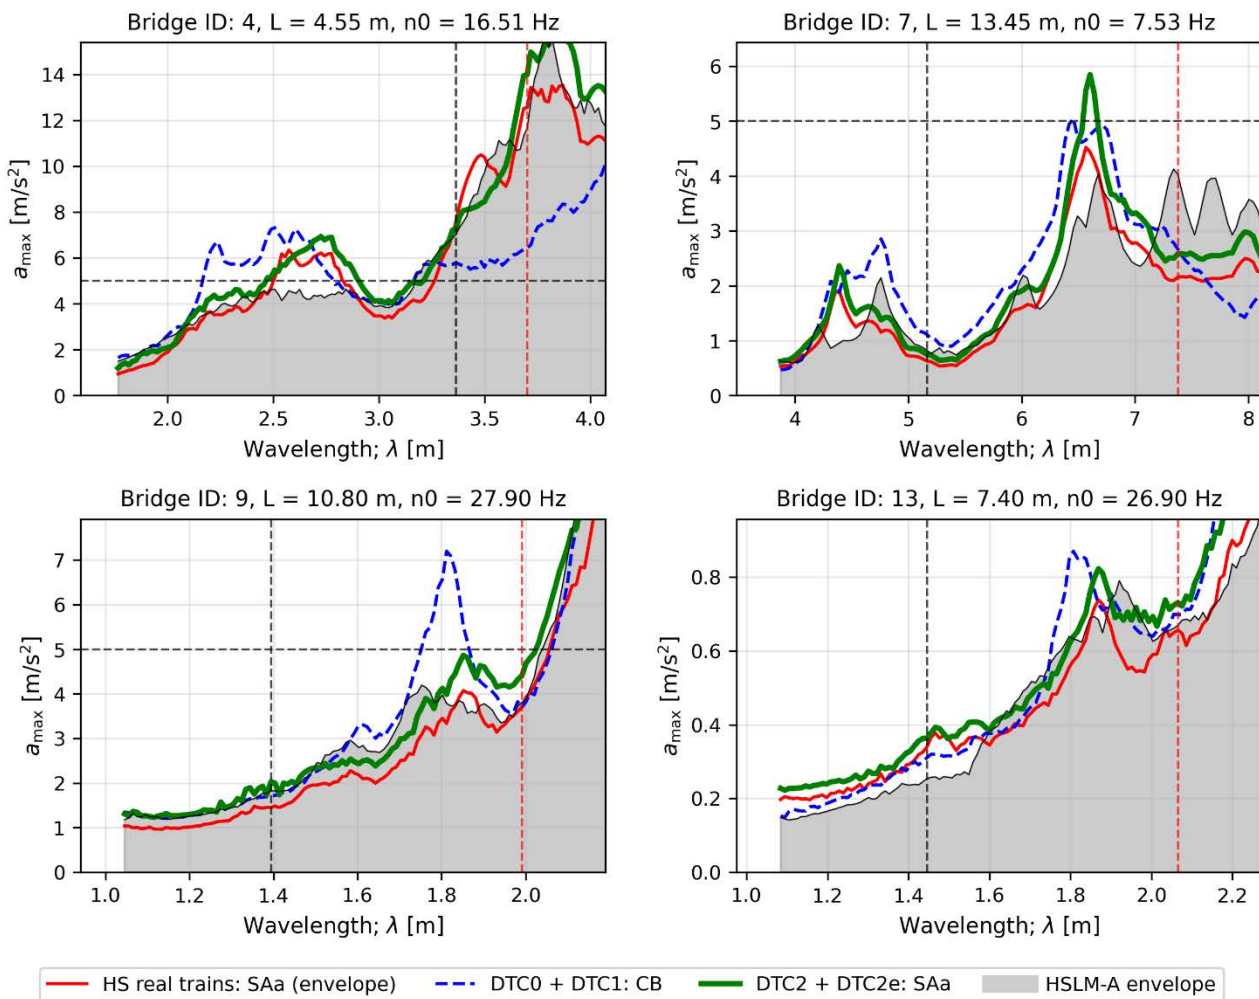 Bridge ID: 4, L = 4.55 m, n0 = 16.51 Hz
a_max [m/s²]
14
12
10
8
6
4
2
0
2.0 2.5 3.0 3.5 4.0
Wavelength; λ [m]
Bridge ID: 7, L = 13.45 m, n0 = 7.53 Hz
a_max [m/s²]
6
5
4
3
2
1
0
4 5 6 7 8
Wavelength; λ [m]
Bridge ID: 9, L = 10.80 m, n0 = 27.90 Hz
a_max [m/s²]
7
6
5
4
3
2
1
0
1.0 1.2 1.4 1.6 1.8 2.0
Wavelength; λ [m]
Bridge ID: 13, L = 7.40 m, n0 = 26.90 Hz
a_max [m/s²]
0.8
0.6
0.4
0.2
0.0
1.0 1.2 1.4 1.6 1.8 2.0 2.2
Wavelength; λ [m]
HS real trains: SAa (envelope) DTC0 + DTC1: CB DTC2 + DTC2e: SAa HSLM-A envelope